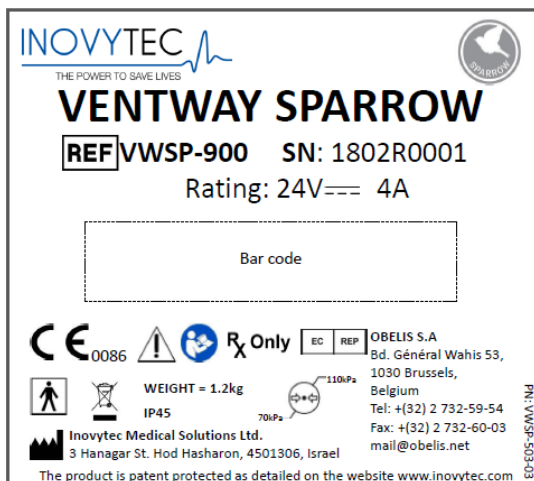 INOVYTEC
THE POWER TO SAVE LIVES
SPARROW
VENTWAY SPARROW
REF VWSP-900 SN: 1802R0001
Rating: 24V 4A
Bar code
CE 0086
Rx Only
EC REP
OBELIS S.A
Bd. Général Wahis 53,
1030 Brussels,
Belgium
Tel: +(32) 2 732-59-54
Fax: +(32) 2 732-60-03
mail@obelis.net
WEIGHT = 1.2kg
IP45
110kPa
70kPa
Inovytec Medical Solutions Ltd.
3 Hanagar St. Hod Hasharon, 4501306, Israel
The product is patent protected as detailed on the website www.inovytec.com
PN: VWSP-503-03